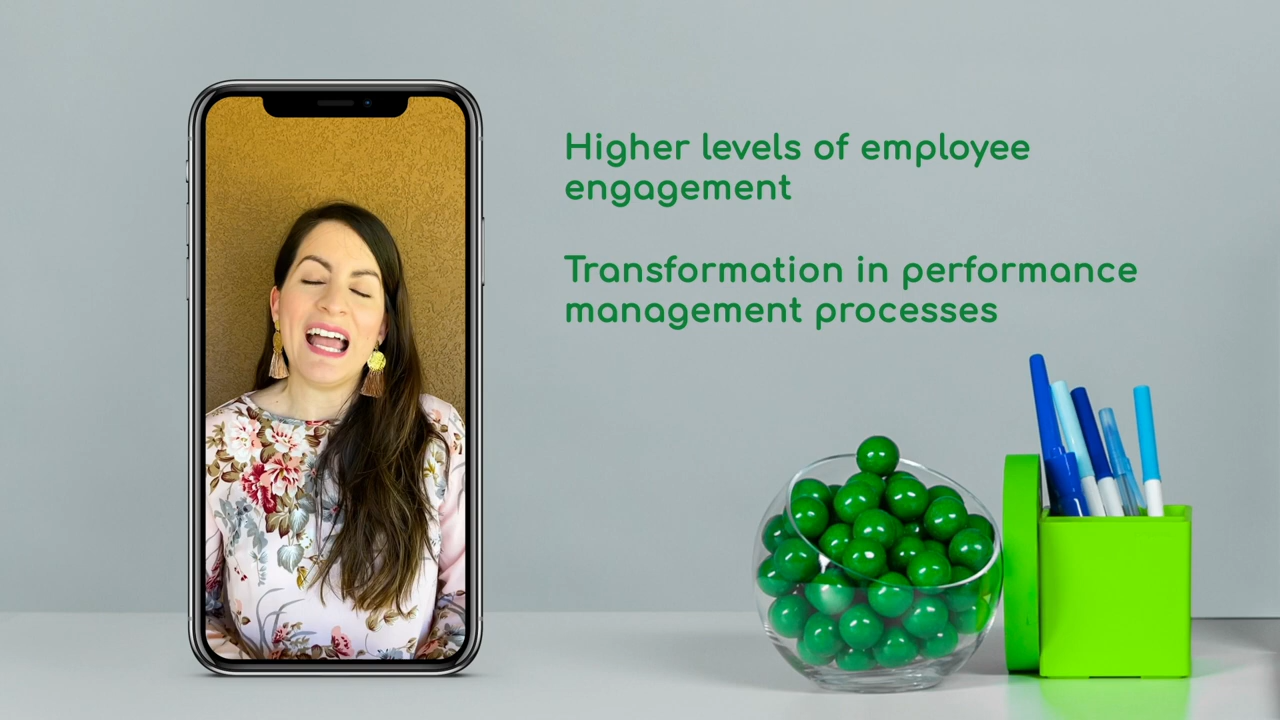 Higher levels of employee
engagement
Transformation in performance
management processes